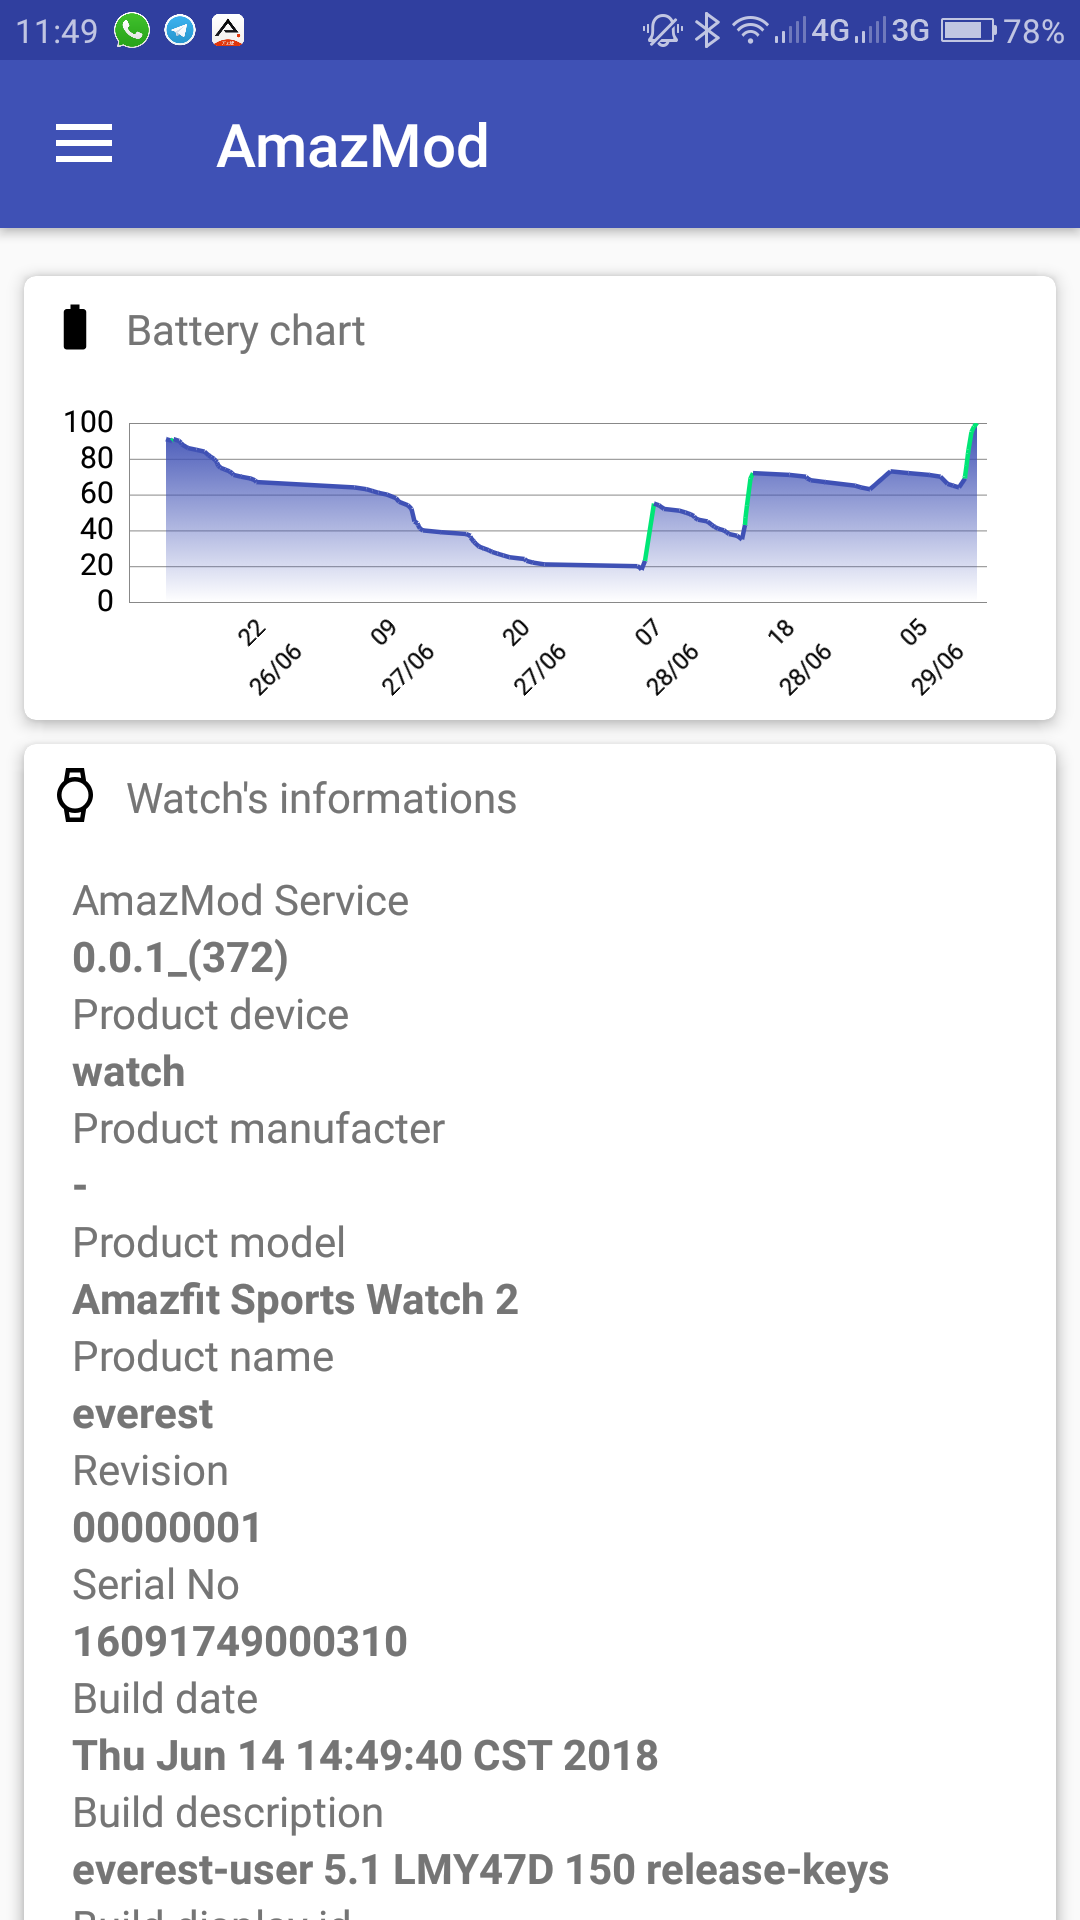 11:49 4G 3G 78%
AmazMod
Battery chart
100
80
60
40
20
0
22 09 20 07 18 05
26/06 27/06 27/06 28/06 28/06 29/06
Watch's informations
AmazMod Service
0.0.1_(372)
Product device
watch
Product manufacter
-
Product model
Amazfit Sports Watch 2
Product name
everest
Revision
00000001
Serial No
16091749000310
Build date
Thu Jun 14 14:49:40 CST 2018
Build description
everest-user 5.1 LMY47D 150 release-keys
Build display id